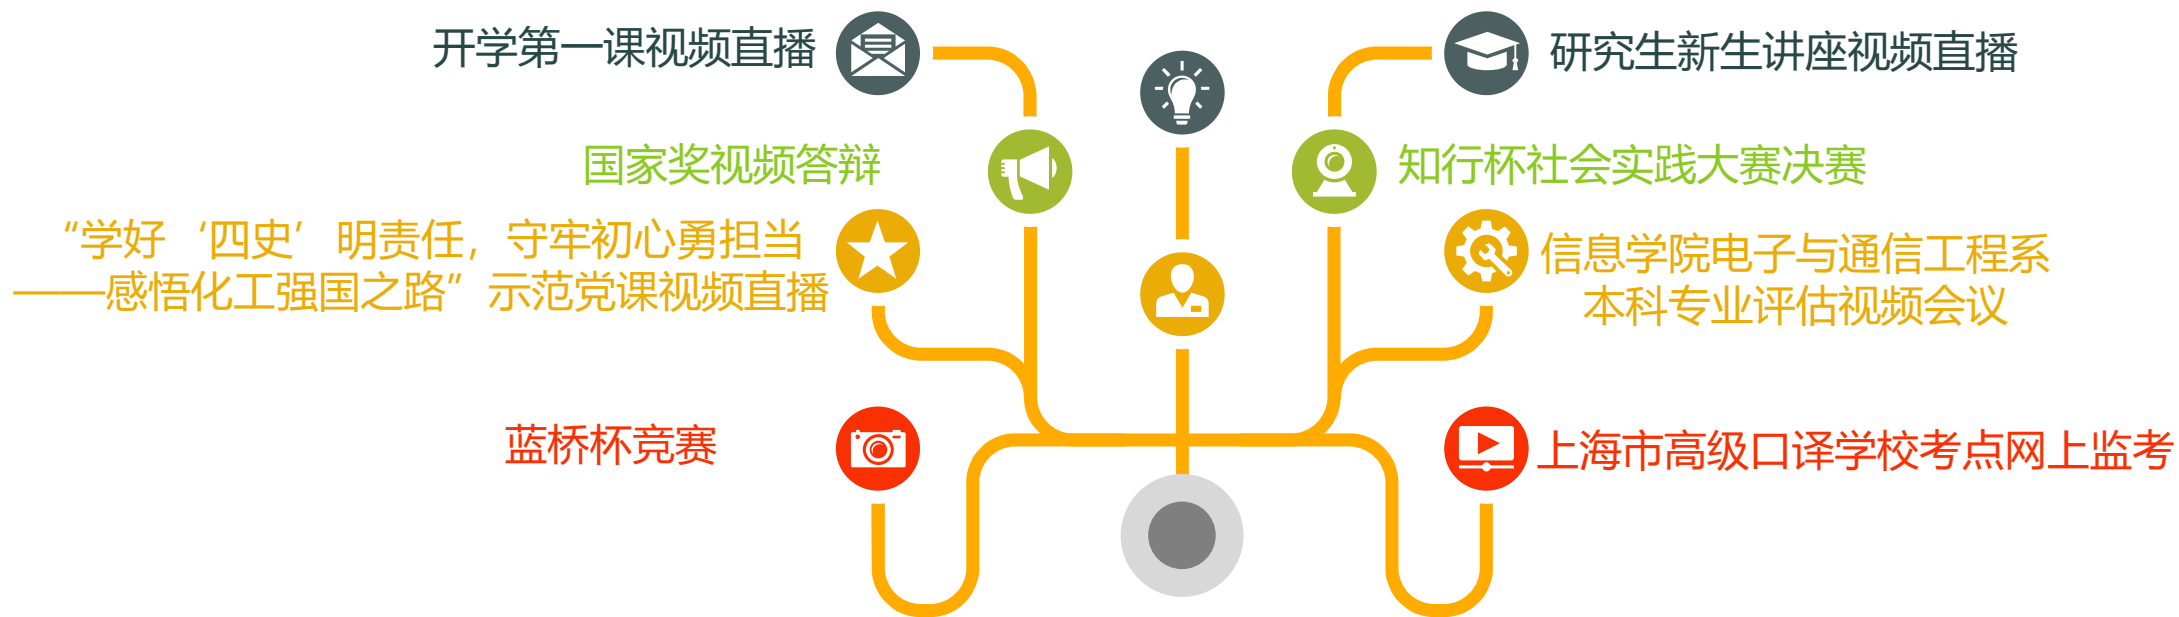 开学第一课视频直播
研究生新生讲座视频直播
国家奖视频答辩
知行杯社会实践大赛决赛
“学好‘四史’明责任，守牢初心勇担当
——感悟化工强国之路”示范党课视频直播
信息学院电子与通信工程系
本科专业评估视频会议
蓝桥杯竞赛
上海市高级口译学校考点网上监考